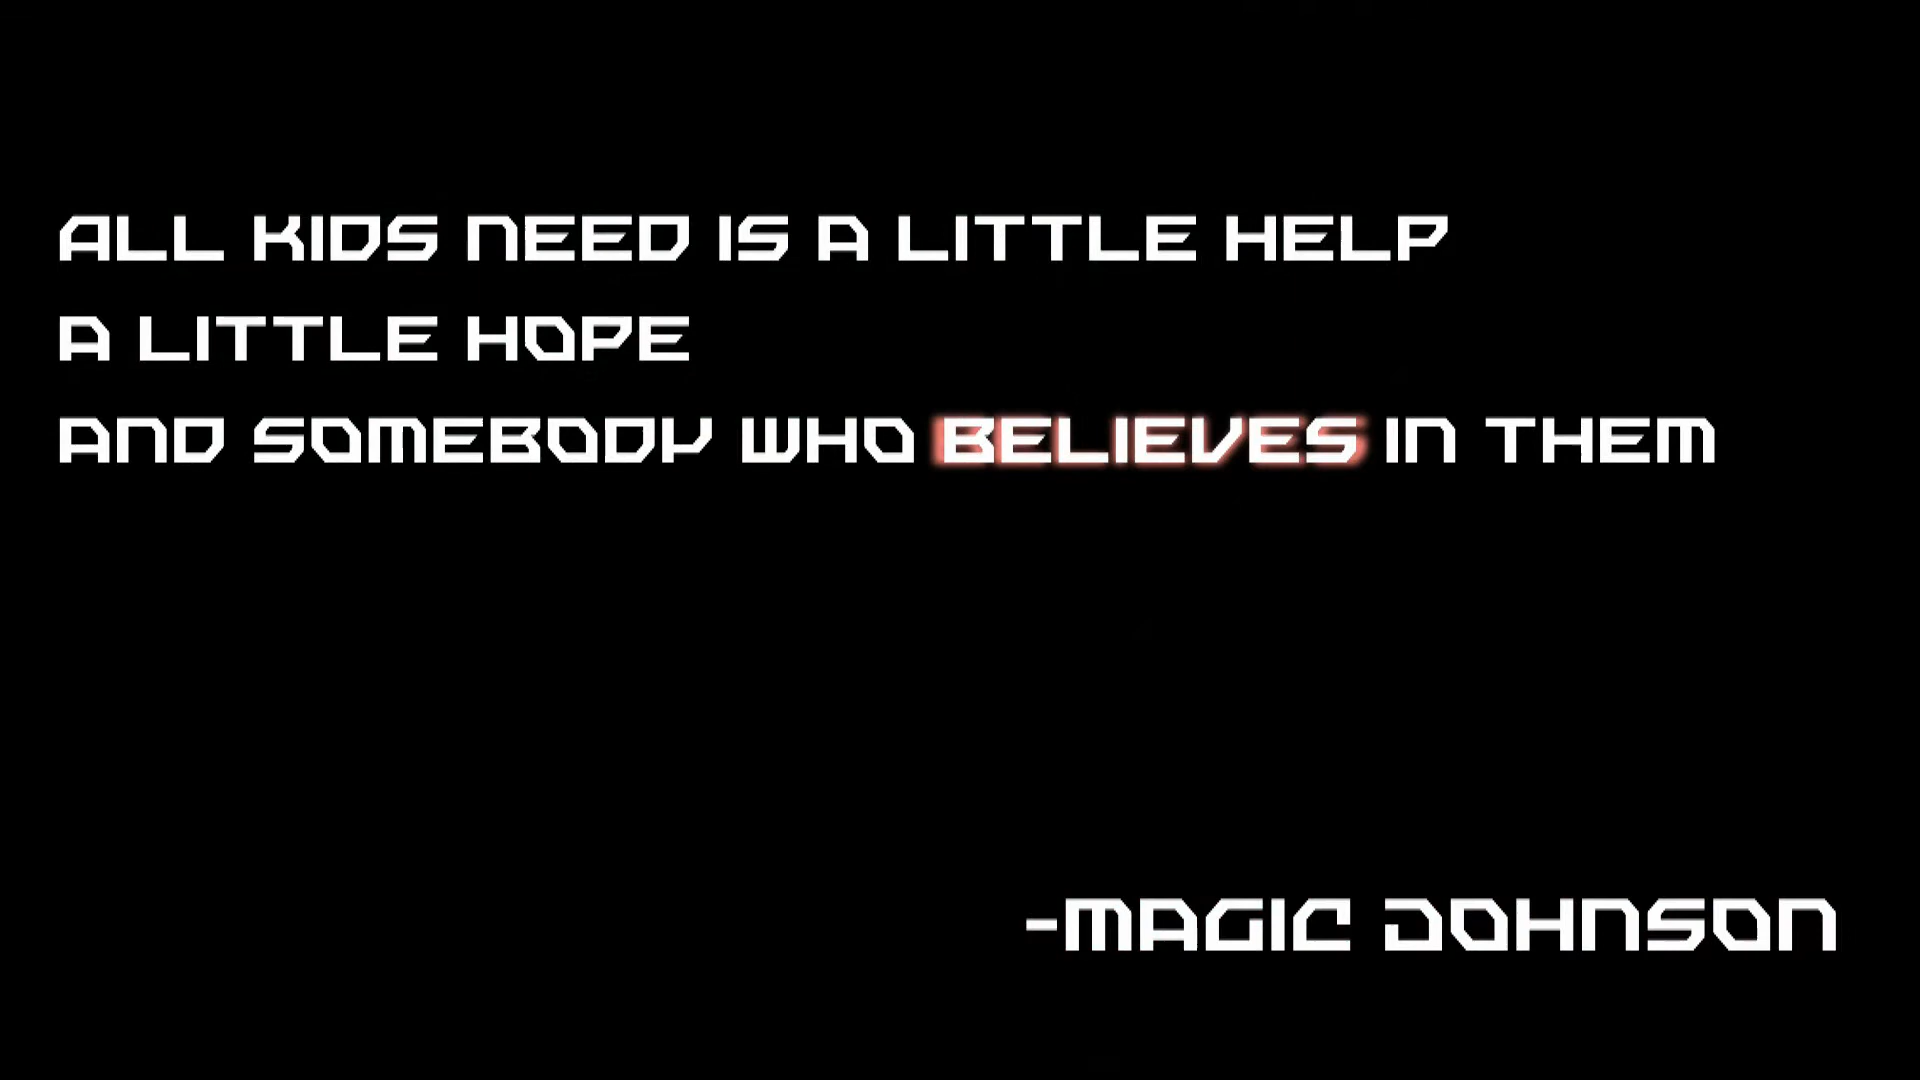 ALL KIDS NEED IS A LITTLE HELP
A LITTLE HOPE
AND SOMEBODY WHO BELIEVES IN THEM
-MAGIC JOHNSON